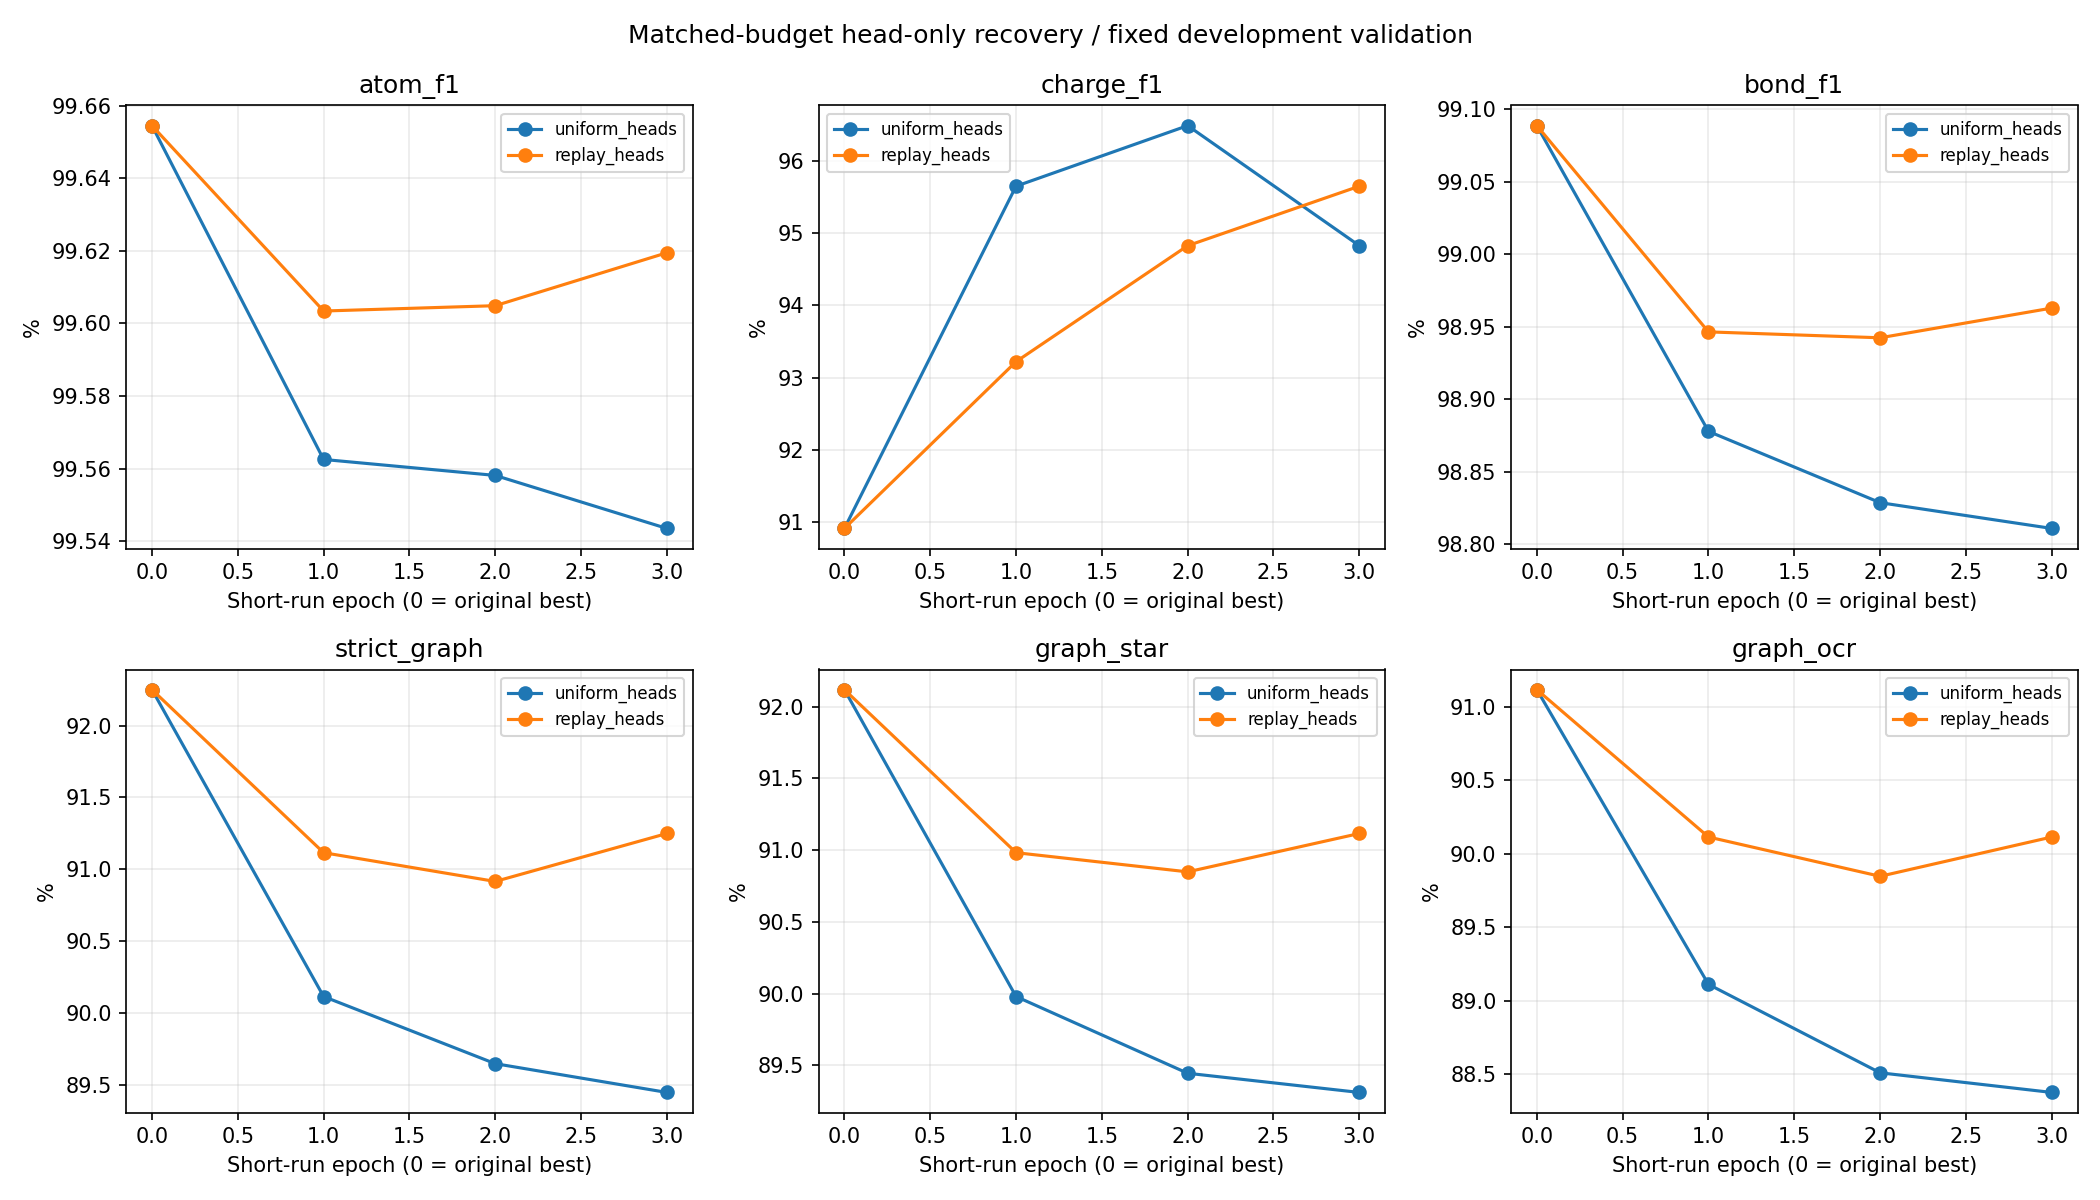 Matched-budget head-only recovery / fixed development validation
atom_f1
99.66
99.64
99.62
99.60
99.58
99.56
99.54
%
uniform_heads
replay_heads
0.0 0.5 1.0 1.5 2.0 2.5 3.0
Short-run epoch (0 = original best)
charge_f1
96
95
94
93
92
91
%
uniform_heads
replay_heads
0.0 0.5 1.0 1.5 2.0 2.5 3.0
Short-run epoch (0 = original best)
bond_f1
99.10
99.05
99.00
98.95
98.90
98.85
98.80
%
uniform_heads
replay_heads
0.0 0.5 1.0 1.5 2.0 2.5 3.0
Short-run epoch (0 = original best)
strict_graph
92.0
91.5
91.0
90.5
90.0
89.5
%
uniform_heads
replay_heads
0.0 0.5 1.0 1.5 2.0 2.5 3.0
Short-run epoch (0 = original best)
graph_star
92.0
91.5
91.0
90.5
90.0
89.5
%
uniform_heads
replay_heads
0.0 0.5 1.0 1.5 2.0 2.5 3.0
Short-run epoch (0 = original best)
graph_ocr
91.0
90.5
90.0
89.5
89.0
88.5
%
uniform_heads
replay_heads
0.0 0.5 1.0 1.5 2.0 2.5 3.0
Short-run epoch (0 = original best)